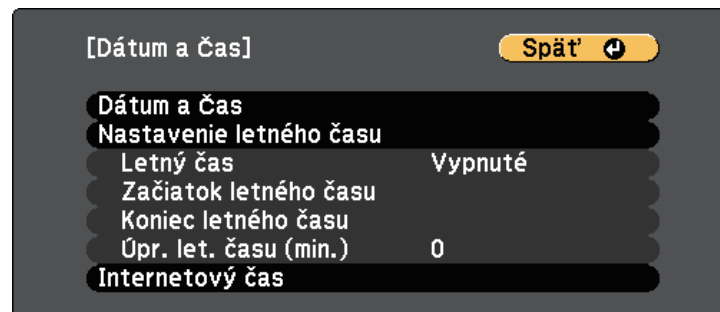 [Dátum a Čas]
Späť
Dátum a Čas
Nastavenie letného času
Letný čas Vypnuté
Začiatok letného času
Koniec letného času
Úpr. let. času (min.) 0
Internetový čas